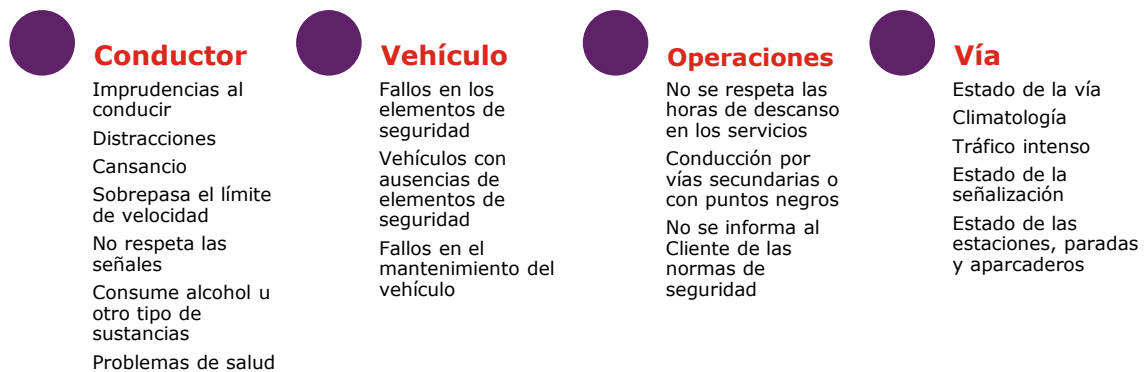 Conductor
Imprudencias al
conducir
Distracciones
Cansancio
Sobrepasa el límite
de velocidad
No respeta las
señales
Consume alcohol u
otro tipo de
sustancias
Problemas de salud
Vehículo
Fallos en los
elementos de
seguridad
Vehículos con
ausencias de
elementos de
seguridad
Fallos en el
mantenimiento del
vehículo
Operaciones
No se respeta las
horas de descanso
en los servicios
Conducción por
vías secundarias o
con puntos negros
No se informa al
Cliente de las
normas de
seguridad
Vía
Estado de la vía
Climatología
Tráfico intenso
Estado de la
señalización
Estado de las
estaciones, paradas
y aparcaderos